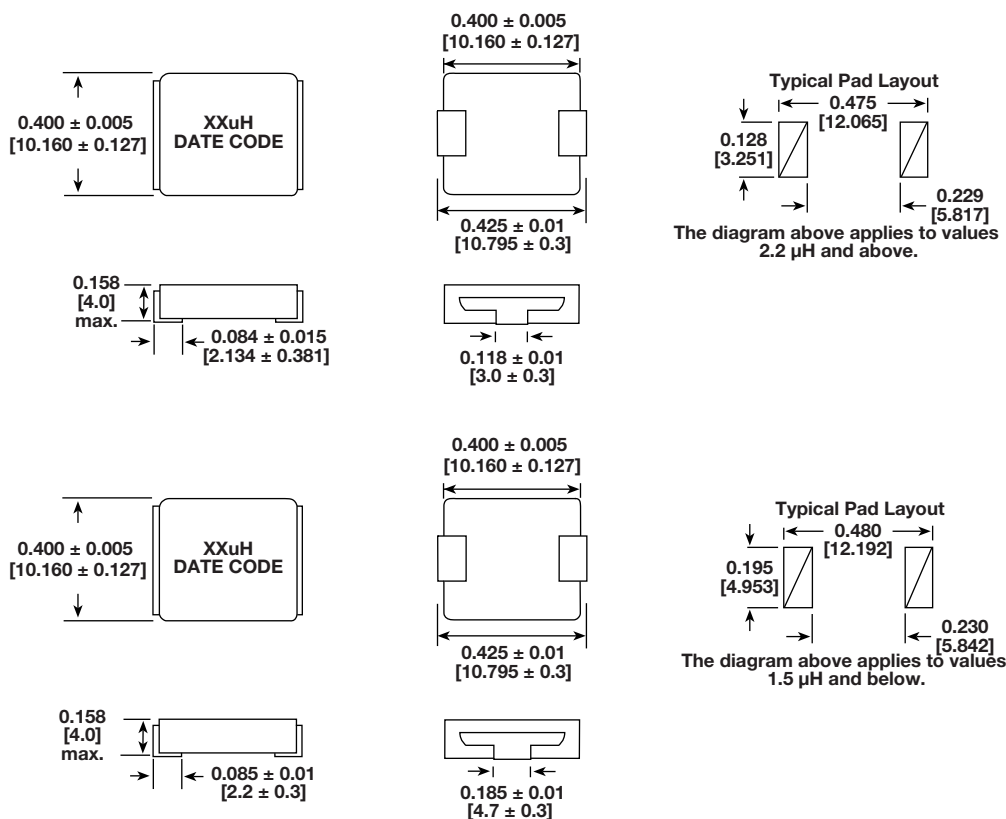 0.400 ± 0.005
[10.160 ± 0.127]
0.400 ± 0.005
[10.160 ± 0.127]
XXuH
DATE CODE
0.425 ± 0.01
[10.795 ± 0.3]
Typical Pad Layout
0.475
[12.065]
0.128
[3.251]
0.229
[5.817]
The diagram above applies to values
2.2 µH and above.
0.158
[4.0]
max.
0.084 ± 0.015
[2.134 ± 0.381]
0.118 ± 0.01
[3.0 ± 0.3]
0.400 ± 0.005
[10.160 ± 0.127]
0.400 ± 0.005
[10.160 ± 0.127]
XXuH
DATE CODE
0.425 ± 0.01
[10.795 ± 0.3]
Typical Pad Layout
0.480
[12.192]
0.195
[4.953]
0.230
[5.842]
The diagram above applies to values
1.5 µH and below.
0.158
[4.0]
max.
0.085 ± 0.01
[2.2 ± 0.3]
0.185 ± 0.01
[4.7 ± 0.3]